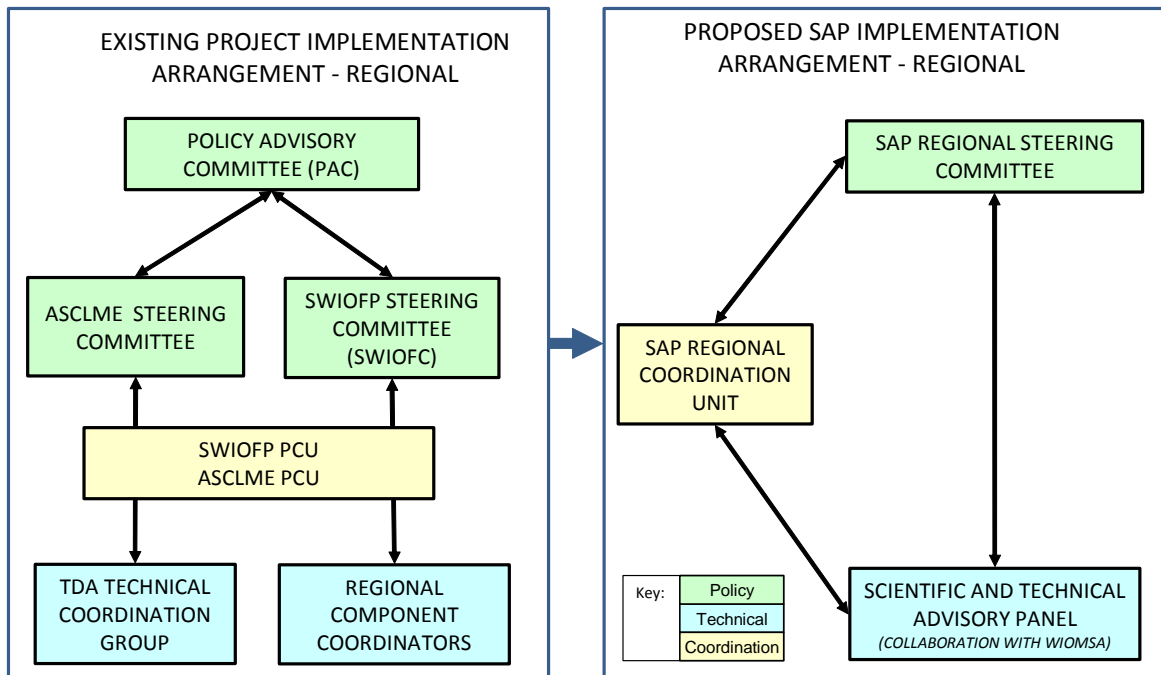 EXISTING PROJECT IMPLEMENTATION
ARRANGEMENT - REGIONAL
POLICY ADVISORY
COMMITTEE (PAC)
ASCLME STEERING
COMMITTEE
SWIOFP STEERING
COMMITTEE
(SWIOFC)
SWIOFP PCU
ASCLME PCU
TDA TECHNICAL
COORDINATION
GROUP
REGIONAL
COMPONENT
COORDINATORS
PROPOSED SAP IMPLEMENTATION
ARRANGEMENT - REGIONAL
SAP REGIONAL STEERING
COMMITTEE
SAP REGIONAL
COORDINATION
UNIT
Key:
Policy
Technical
Coordination
SCIENTIFIC AND TECHNICAL
ADVISORY PANEL
(COLLABORATION WITH WIOMSA)